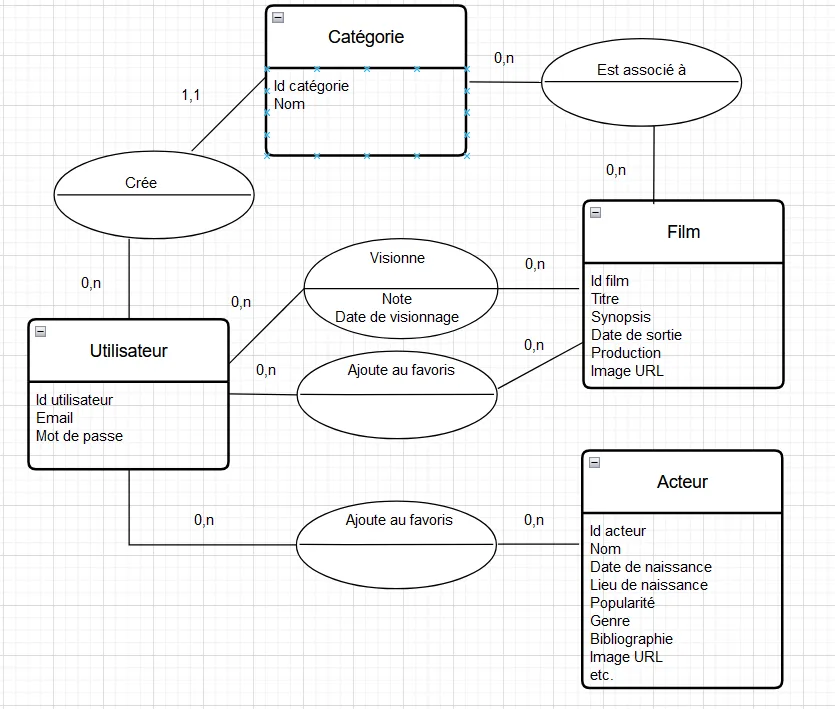 Catégorie
Id catégorie
Nom
0,n
Est associé à
1,1
0,n
Crée
0,n
Film
Id film
Titre
Synopsis
Date de sortie
Production
Image URL
Visionne
Note
Date de visionnage
0,n
0,n
Utilisateur
Id utilisateur
Email
Mot de passe
0,n
Ajoute au favoris
0,n
Acteur
Id acteur
Nom
Date de naissance
Lieu de naissance
Popularité
Genre
Bibliographie
Image URL
etc.
0,n
Ajoute au favoris
0,n